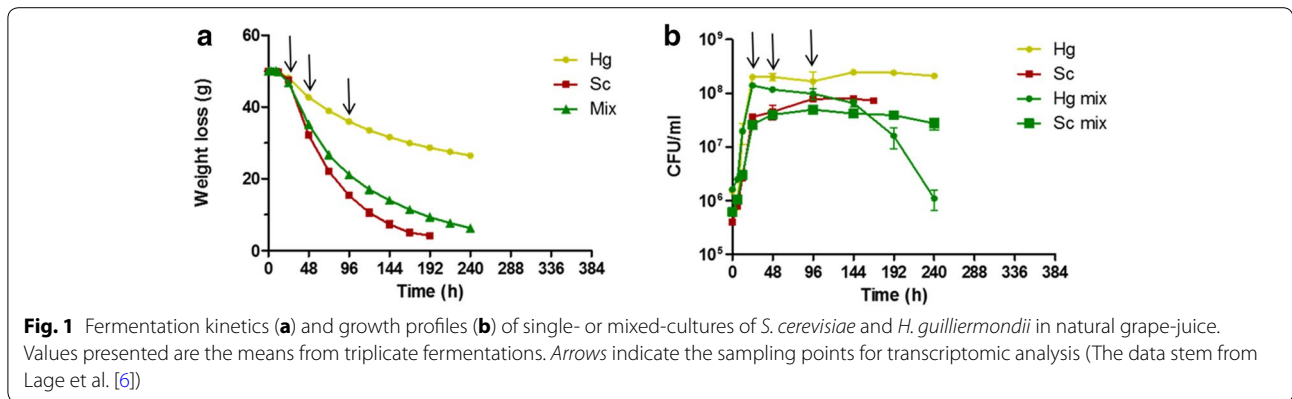 a
60
40
20
0
Weight loss (g)
0 48 96 144 192 240 288 336 384
Time (h)
Hg
Sc
Mix
b
10⁹
10⁸
10⁷
10⁶
10⁵
CFU/ml
0 48 96 144 192 240 288 336 384
Time (h)
Hg
Sc
Hg mix
Sc mix
Fig. 1 Fermentation kinetics (a) and growth profiles (b) of single- or mixed-cultures of S. cerevisiae and H. guilliermondii in natural grape-juice.
Values presented are the means from triplicate fermentations. Arrows indicate the sampling points for transcriptomic analysis (The data stem from
Lage et al. [6])